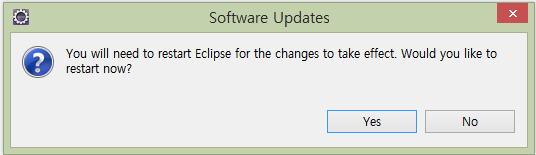 Software Updates
You will need to restart Eclipse for the changes to take effect. Would you like to
restart now?
Yes
No